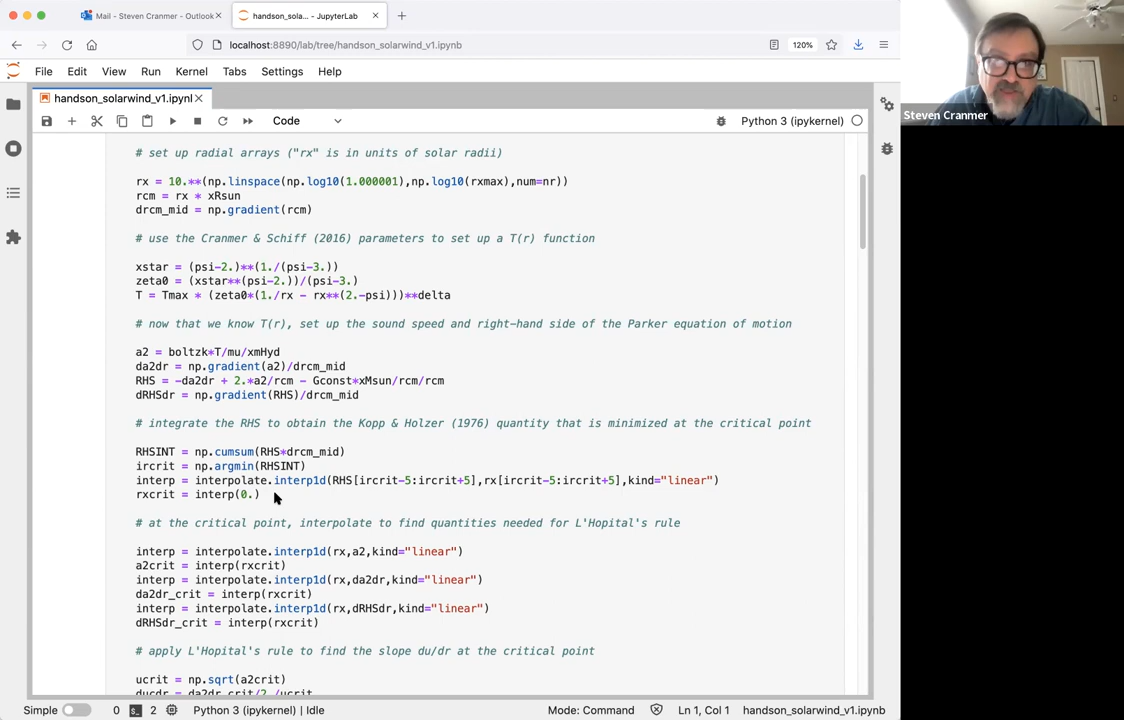 Mail - Steven Cranmer - Outlook
handson_sola... - JupyterLab
localhost:8890/lab/tree/handson_solarwind_v1.ipynb
120%
File Edit View Run Kernel Tabs Settings Help
handson_solarwind_v1.ipynl
Code
Python 3 (ipykernel)
Steven Cranmer
# set up radial arrays ("rx" is in units of solar radii)
rx = 10.**(np.linspace(np.log10(1.000001),np.log10(rxmax),num=nr))
rcm = rx * xRsun
drcm_mid = np.gradient(rcm)
# use the Cranmer & Schiff (2016) parameters to set up a T(r) function
xstar = (psi-2.)**(1./(psi-3.))
zeta0 = (xstar**(psi-2.))/(psi-3.)
T = Tmax * (zeta0*(1./rx - rx**(2.-psi)))**delta
# now that we know T(r), set up the sound speed and right-hand side of the Parker equation of motion
a2 = boltzk*T/mu/xmHyd
da2dr = np.gradient(a2)/drcm_mid
RHS = -da2dr + 2.*a2/rcm - Gconst*xMsun/rcm/rcm
dRHSdr = np.gradient(RHS)/drcm_mid
# integrate the RHS to obtain the Kopp & Holzer (1976) quantity that is minimized at the critical point
RHSINT = np.cumsum(RHS*drcm_mid)
ircrit = np.argmin(RHSINT)
interp = interpolate.interp1d(RHS[ircrit-5:ircrit+5],rx[ircrit-5:ircrit+5],kind="linear")
rxcrit = interp(0.)
# at the critical point, interpolate to find quantities needed for L'Hopital's rule
interp = interpolate.interp1d(rx,a2,kind="linear")
a2crit = interp(rxcrit)
interp = interpolate.interp1d(rx,da2dr,kind="linear")
da2dr_crit = interp(rxcrit)
interp = interpolate.interp1d(rx,dRHSdr,kind="linear")
dRHSdr_crit = interp(rxcrit)
# apply L'Hopital's rule to find the slope du/dr at the critical point
ucrit = np.sqrt(a2crit)
ducdr = da2dr_crit/2./ucrit
Simple 0 2 Python 3 (ipykernel) | Idle Mode: Command Ln 1, Col 1 handson_solarwind_v1.ipynb